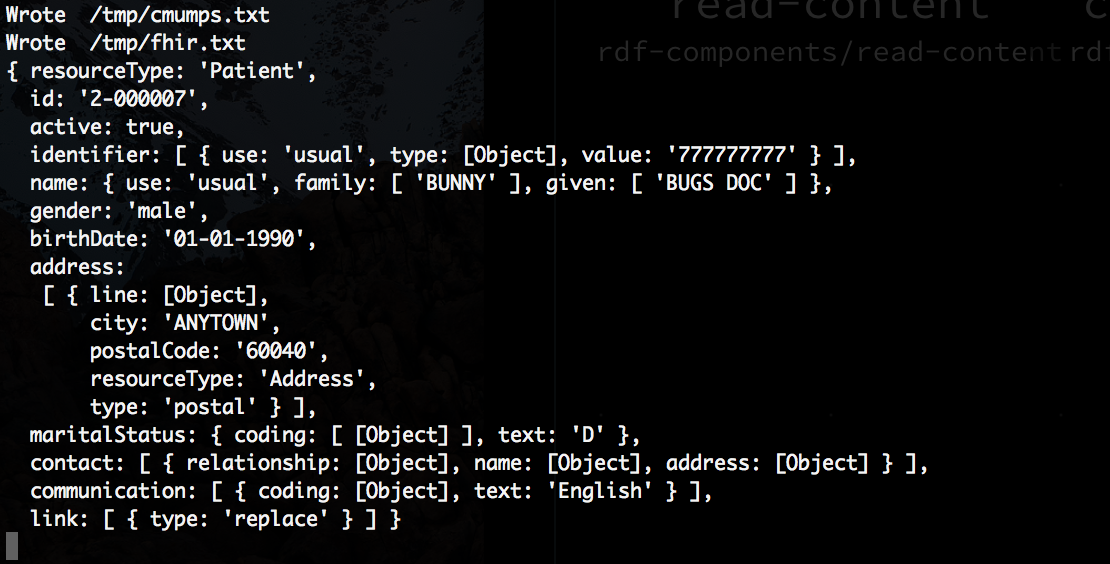 read-content
Wrote  /tmp/cmumps.txt
Wrote  /tmp/fhir.txt
rdf-components/read-content rdf
{ resourceType: 'Patient',
  id: '2-000007',
  active: true,
  identifier: [ { use: 'usual', type: [Object], value: '777777777' } ],
  name: { use: 'usual', family: [ 'BUNNY' ], given: [ 'BUGS DOC' ] },
  gender: 'male',
  birthDate: '01-01-1990',
  address:
   [ { line: [Object],
       city: 'ANYTOWN',
       postalCode: '60040',
       resourceType: 'Address',
       type: 'postal' } ],
  maritalStatus: { coding: [ [Object] ], text: 'D' },
  contact: [ { relationship: [Object], name: [Object], address: [Object] } ],
  communication: [ { coding: [Object], text: 'English' } ],
  link: [ { type: 'replace' } ] }